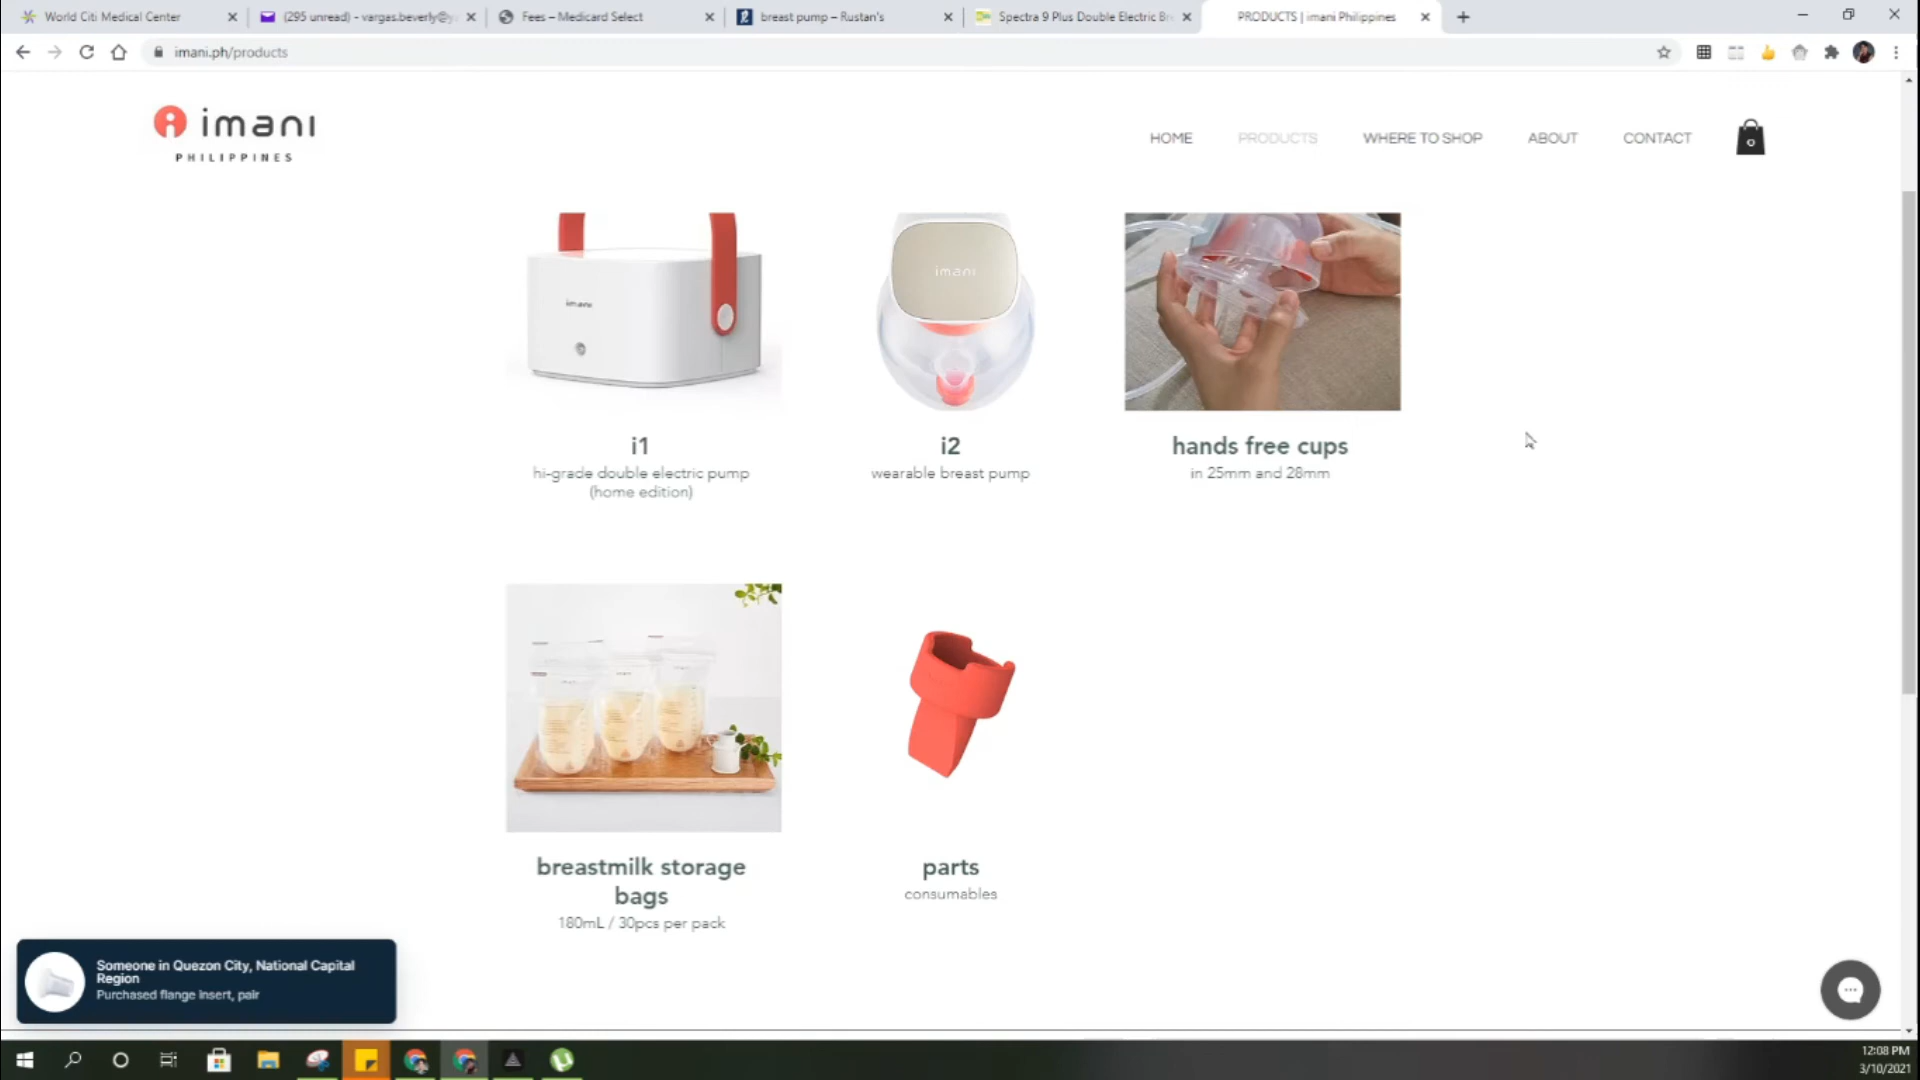 World Citi Medical Center
(295 unread) - vargas.beverly@y
Fees – Medicard Select
breast pump – Rustan's
Spectra 9 Plus Double Electric Bre
PRODUCTS | imani Philippines
imani.ph/products
imani
PHILIPPINES
HOME
PRODUCTS
WHERE TO SHOP
ABOUT
CONTACT
0
imani
imani
i1
hi-grade double electric pump
(home edition)
i2
wearable breast pump
hands free cups
in 25mm and 28mm
breastmilk storage
bags
180mL / 30pcs per pack
parts
consumables
Someone in Quezon City, National Capital
Region
Purchased flange insert, pair
12:08 PM
3/10/2021